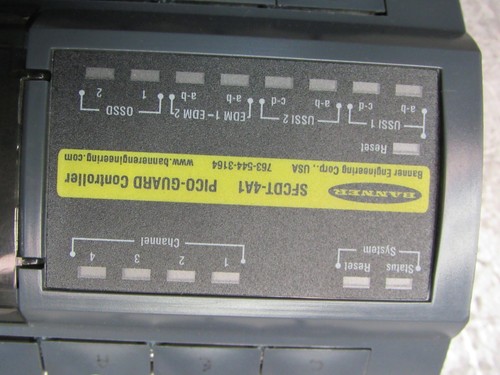 Status Reset 1 2 3 4
System Channel
BANNER SFCDT-4A1 PICO-GUARD Controller
Banner Engineering Corp., USA 763-544-3164 www.bannerengineering.com
Reset
USSI 1 USSI 2 EDM 1 – EDM 2 OSSD
a-b c-d a-b c-d a-b a-b 1 2